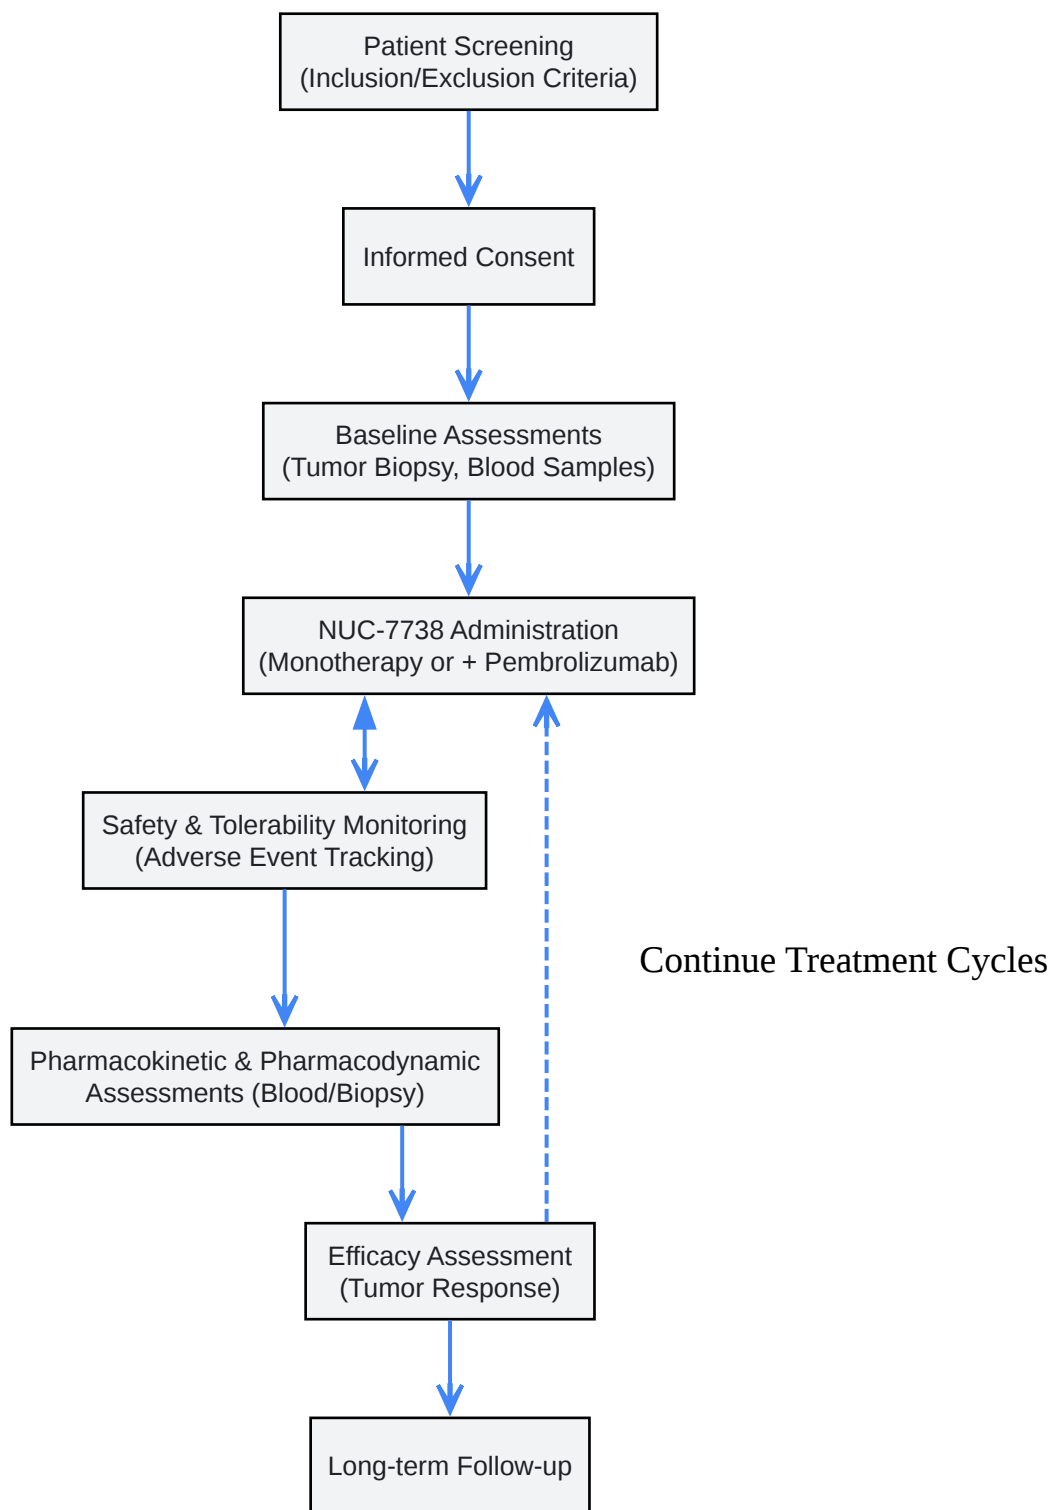 Patient Screening
(Inclusion/Exclusion Criteria)
Informed Consent
Baseline Assessments
(Tumor Biopsy, Blood Samples)
NUC-7738 Administration
(Monotherapy or + Pembrolizumab)
Safety & Tolerability Monitoring
(Adverse Event Tracking)
Continue Treatment Cycles
Pharmacokinetic & Pharmacodynamic
Assessments (Blood/Biopsy)
Efficacy Assessment
(Tumor Response)
Long-term Follow-up